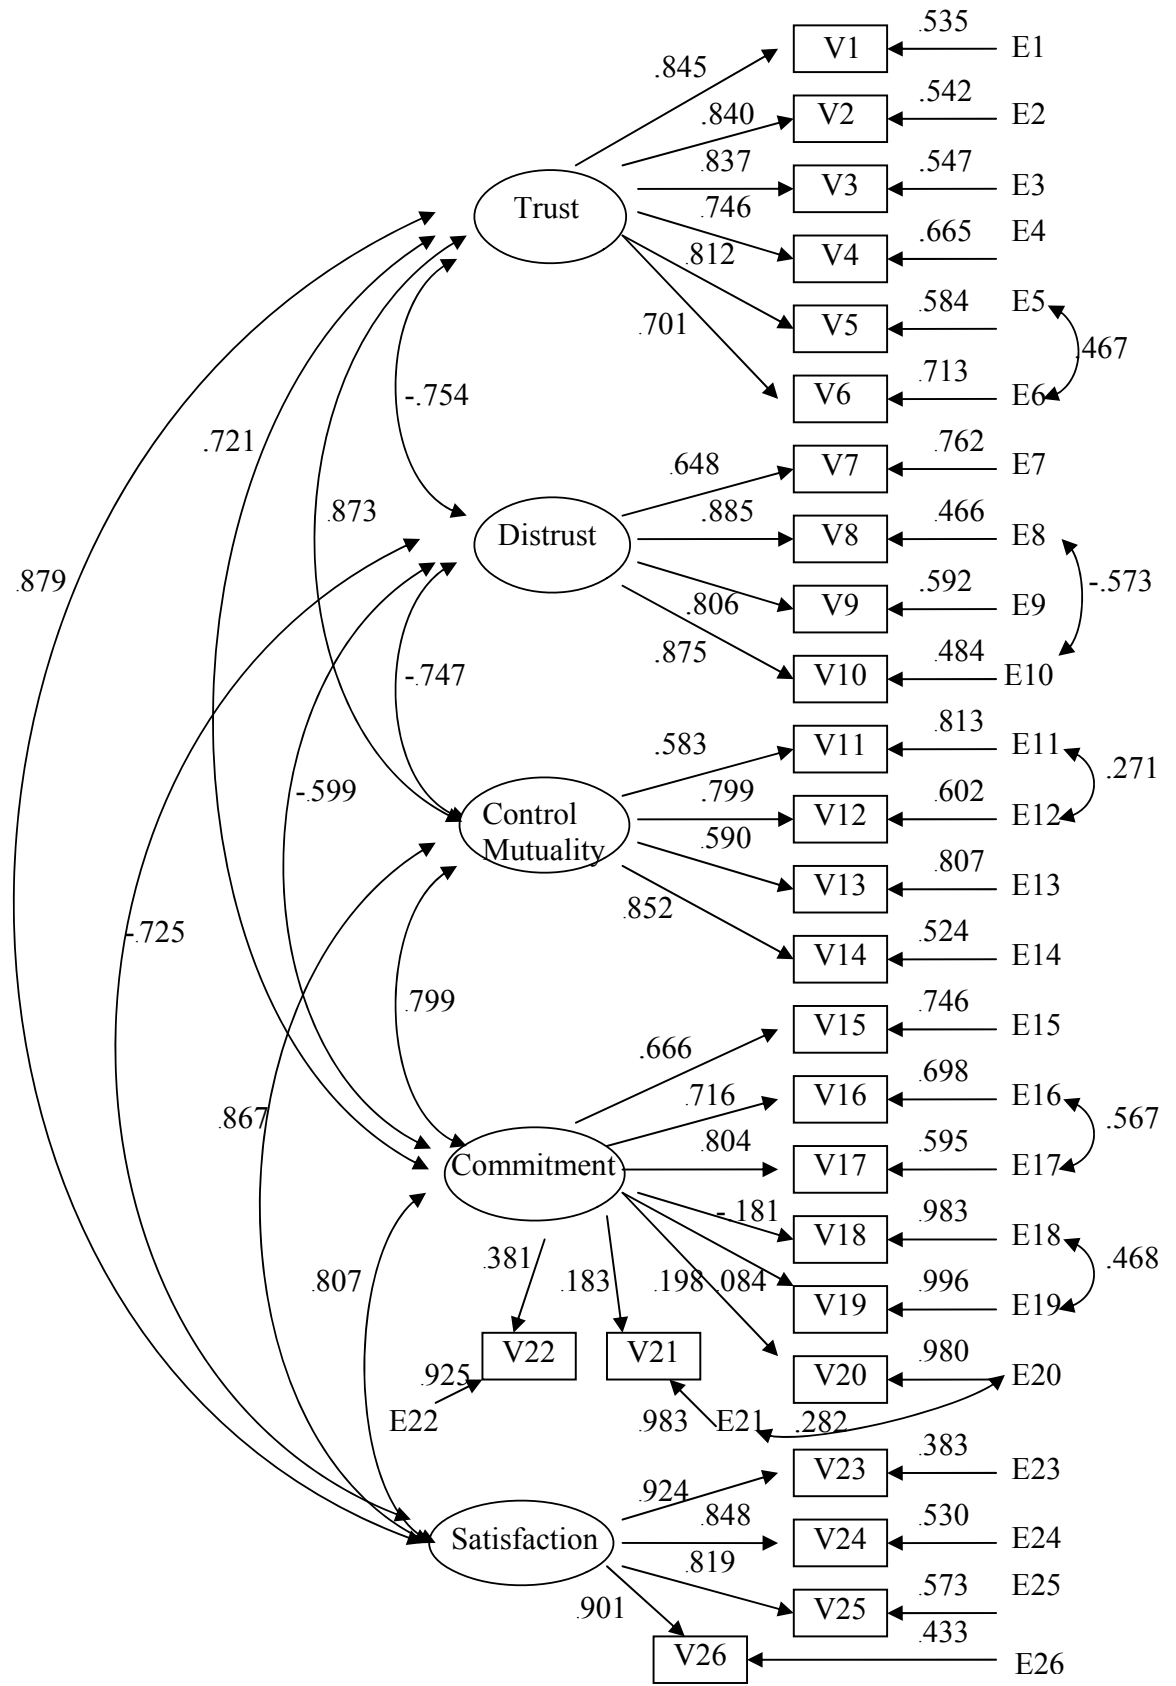 .535
V1
E1
.845
.542
.840
V2
E2
.837
.547
V3
E3
Trust
.746
.665
E4
.812
V4
.584
E5
.701
V5
.467
.713
-.754
V6
E6
.721
.762
.648
V7
E7
.873
.885
.466
Distrust
V8
E8
.879
-.573
.592
.806
V9
E9
.875
.484
-.747
V10
E10
.813
.583
V11
E11
.271
-.599
.799
.602
Control
V12
E12
Mutuality
.590
.807
V13
E13
.852
-.725
.524
V14
E14
.799
.746
.666
V15
E15
.716
.698
V16
E16
.867
.567
.804
.595
Commitment
V17
E17
-.181
.983
V18
E18
.381
.468
.807
.183
.198
.084
.996
V19
E19
V22
V21
.980
.925
V20
E20
E22
.983
E21
.282
.383
V23
E23
.924
.848
.530
Satisfaction
V24
E24
.819
.573
E25
.901
V25
.433
V26
E26